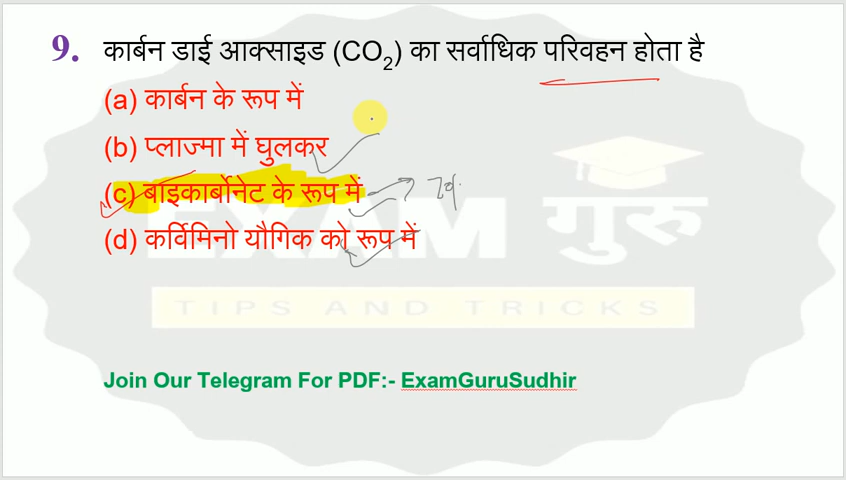 9. कार्बन डाई आक्साइड (CO₂) का सर्वाधिक परिवहन होता है
(a) कार्बन के रूप में
(b) प्लाज्मा में घुलकर
(c) बाइकार्बोनेट के रूप में
(d) कर्विमिनो यौगिक को रूप में
EXAM गुरु
TIPS AND TRICKS
Join Our Telegram For PDF:- ExamGuruSudhir